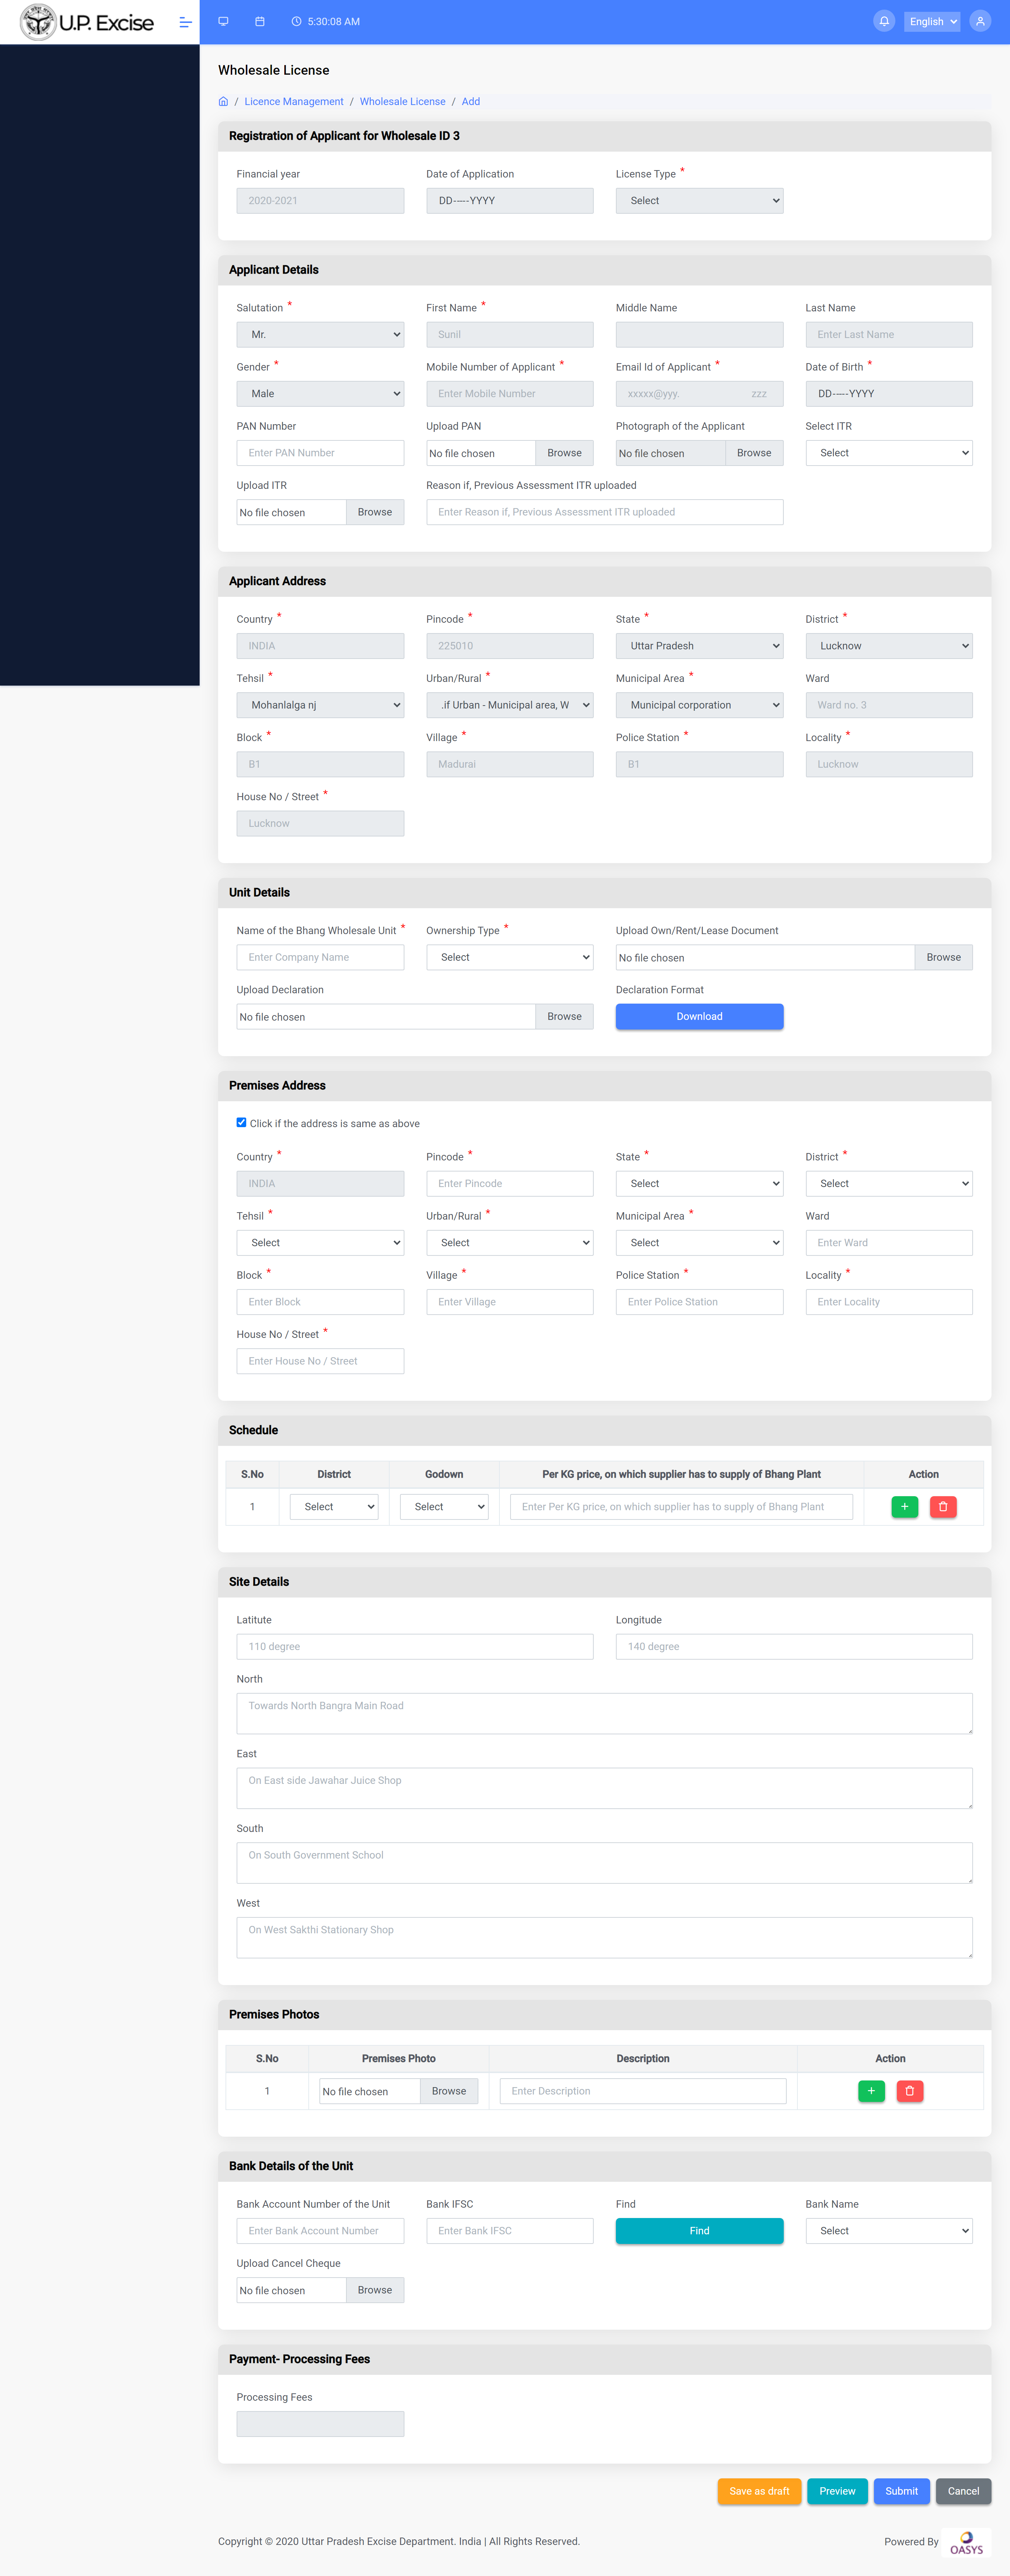 U.P. Excise
5:30:08 AM
English
Wholesale License
/ Licence Management / Wholesale License / Add
Registration of Applicant for Wholesale ID 3
Financial year
Date of Application
License Type *
2020-2021
DD-----YYYY
Select
Applicant Details
Salutation *
First Name *
Middle Name
Last Name
Mr.
Sunil
Enter Last Name
Gender *
Mobile Number of Applicant *
Email Id of Applicant *
Date of Birth *
Male
Enter Mobile Number
xxxxx@yyy. zzz
DD-----YYYY
PAN Number
Upload PAN
Photograph of the Applicant
Select ITR
Enter PAN Number
No file chosen Browse
No file chosen Browse
Select
Upload ITR
Reason if, Previous Assessment ITR uploaded
No file chosen Browse
Enter Reason if, Previous Assessment ITR uploaded
Applicant Address
Country *
Pincode *
State *
District *
INDIA
225010
Uttar Pradesh
Lucknow
Tehsil *
Urban/Rural *
Municipal Area *
Ward
Mohanlalga nj
.if Urban - Municipal area, W
Municipal corporation
Ward no. 3
Block *
Village *
Police Station *
Locality *
B1
Madurai
B1
Lucknow
House No / Street *
Lucknow
Unit Details
Name of the Bhang Wholesale Unit *
Ownership Type *
Upload Own/Rent/Lease Document
Enter Company Name
Select
No file chosen Browse
Upload Declaration
Declaration Format
No file chosen Browse
Download
Premises Address
Click if the address is same as above
Country *
Pincode *
State *
District *
INDIA
Enter Pincode
Select
Select
Tehsil *
Urban/Rural *
Municipal Area *
Ward
Select
Select
Select
Enter Ward
Block *
Village *
Police Station *
Locality *
Enter Block
Enter Village
Enter Police Station
Enter Locality
House No / Street *
Enter House No / Street
Schedule
S.No
District
Godown
Per KG price, on which supplier has to supply of Bhang Plant
Action
1
Select
Select
Enter Per KG price, on which supplier has to supply of Bhang Plant
+
Site Details
Latitute
Longitude
110 degree
140 degree
North
Towards North Bangra Main Road
East
On East side Jawahar Juice Shop
South
On South Government School
West
On West Sakthi Stationary Shop
Premises Photos
S.No
Premises Photo
Description
Action
1
No file chosen Browse
Enter Description
+
Bank Details of the Unit
Bank Account Number of the Unit
Bank IFSC
Find
Bank Name
Enter Bank Account Number
Enter Bank IFSC
Find
Select
Upload Cancel Cheque
No file chosen Browse
Payment- Processing Fees
Processing Fees
Save as draft
Preview
Submit
Cancel
Copyright © 2020 Uttar Pradesh Excise Department. India | All Rights Reserved.
Powered By OASYS